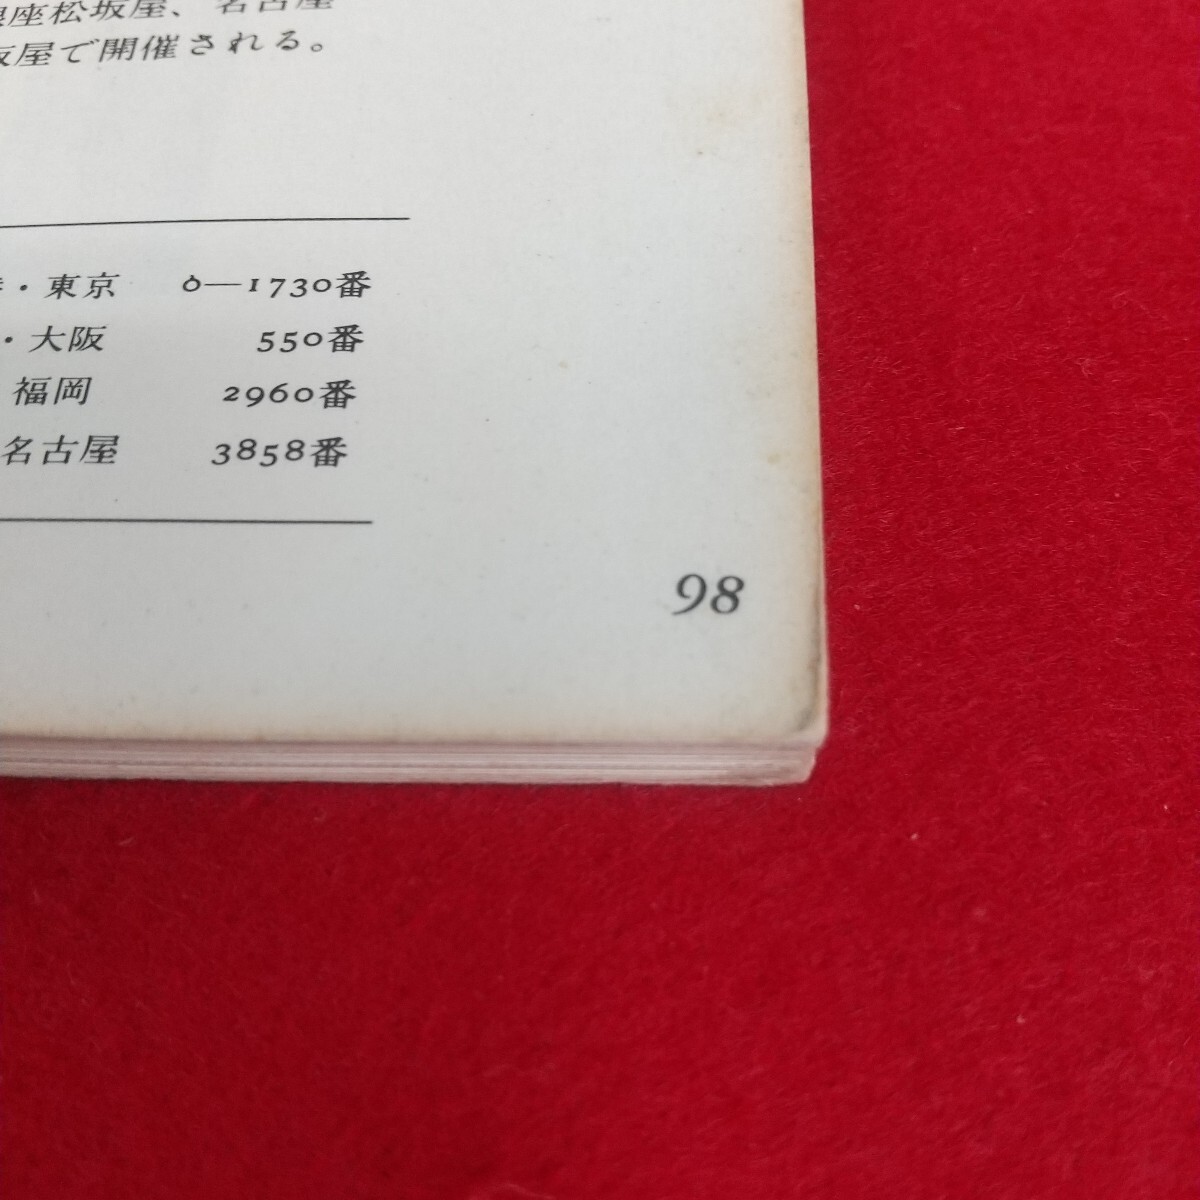 座松坂屋、名古屋
屋で開催される。
・東京 0—1730番
・大阪 550番
福岡 2960番
名古屋 3858番
98